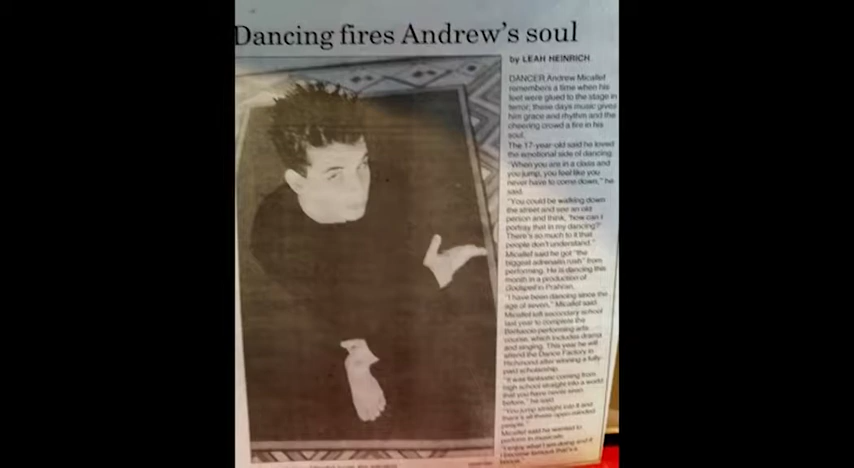 Dancing fires Andrew's soul
by LEAH HEINRICH
DANCER Andrew Micallef
remembers a time when his
feet were glued to the stage in
terror; these days music gives
him grace and rhythm and the
cheering crowd a fire in his
soul.
The 17-year-old said he loved
the emotional side of dancing.
"When you are in a class and
you jump, you feel like you
never have to come down," he
said.
"You could be walking down
the street and see an old
person and think, 'how can I
portray that in my dancing?'
There's so much to it that
people don't understand."
Micallef said he got "the
biggest adrenalin rush" from
performing. He is dancing this
month in a production of
Godspell in Prahran.
"I have been dancing since the
age of seven," Micallef said.
Micallef left secondary school
last year to complete the
performing arts
course, which includes drama
and singing. This year he will
attend the Dance Factory in
Richmond after winning a fully-
paid scholarship.
"It was fantastic coming from
high school straight into a world
that you have never seen
before," he said.
"You jump straight into it and
there's all these open-minded
people."
Micallef said he wanted to
perform in musicals.
"I enjoy what I am doing and if
I become famous that's a